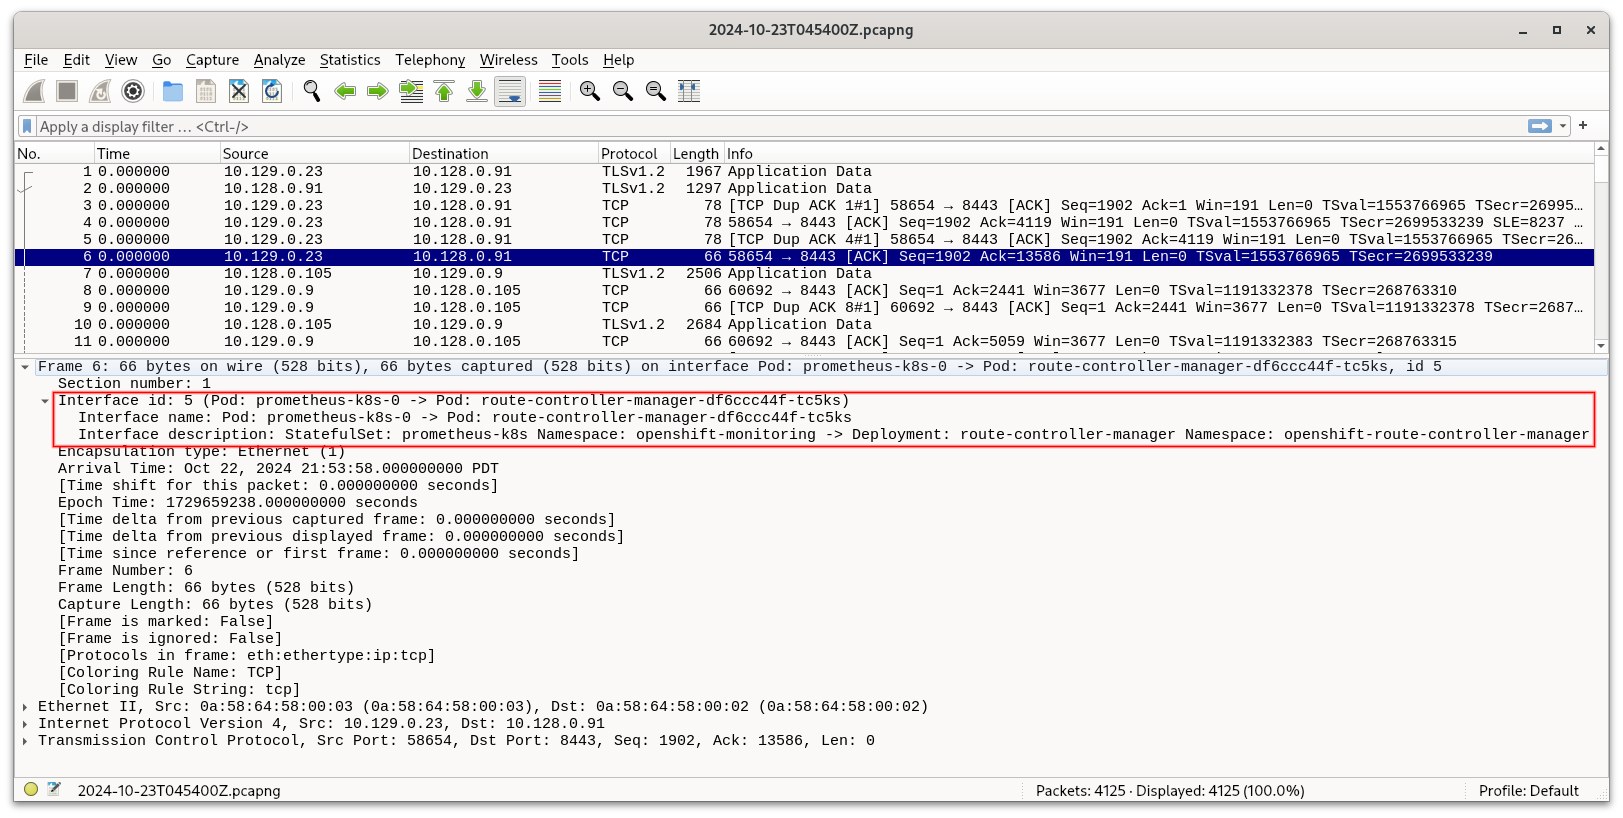 2024-10-23T045400Z.pcapng
File Edit View Go Capture Analyze Statistics Telephony Wireless Tools Help
Apply a display filter … <Ctrl-/>
No. Time Source Destination Protocol Length Info
1 0.000000 10.129.0.23 10.128.0.91 TLSv1.2 1967 Application Data
2 0.000000 10.128.0.91 10.129.0.23 TLSv1.2 1297 Application Data
3 0.000000 10.129.0.23 10.128.0.91 TCP 78 [TCP Dup ACK 1#1] 58654 → 8443 [ACK] Seq=1902 Ack=1 Win=191 Len=0 TSval=1553766965 TSecr=26995…
4 0.000000 10.129.0.23 10.128.0.91 TCP 78 58654 → 8443 [ACK] Seq=1902 Ack=4119 Win=191 Len=0 TSval=1553766965 TSecr=2699533239 SLE=8237 …
5 0.000000 10.129.0.23 10.128.0.91 TCP 78 [TCP Dup ACK 4#1] 58654 → 8443 [ACK] Seq=1902 Ack=4119 Win=191 Len=0 TSval=1553766965 TSecr=26…
6 0.000000 10.129.0.23 10.128.0.91 TCP 66 58654 → 8443 [ACK] Seq=1902 Ack=13586 Win=191 Len=0 TSval=1553766965 TSecr=2699533239
7 0.000000 10.128.0.105 10.129.0.9 TLSv1.2 2506 Application Data
8 0.000000 10.129.0.9 10.128.0.105 TCP 66 60692 → 8443 [ACK] Seq=1 Ack=2441 Win=3677 Len=0 TSval=1191332378 TSecr=268763310
9 0.000000 10.129.0.9 10.128.0.105 TCP 66 [TCP Dup ACK 8#1] 60692 → 8443 [ACK] Seq=1 Ack=2441 Win=3677 Len=0 TSval=1191332378 TSecr=2687…
10 0.000000 10.128.0.105 10.129.0.9 TLSv1.2 2684 Application Data
11 0.000000 10.129.0.9 10.128.0.105 TCP 66 60692 → 8443 [ACK] Seq=1 Ack=5059 Win=3677 Len=0 TSval=1191332383 TSecr=268763315
Frame 6: 66 bytes on wire (528 bits), 66 bytes captured (528 bits) on interface Pod: prometheus-k8s-0 -> Pod: route-controller-manager-df6ccc44f-tc5ks, id 5
Section number: 1
Interface id: 5 (Pod: prometheus-k8s-0 -> Pod: route-controller-manager-df6ccc44f-tc5ks)
Interface name: Pod: prometheus-k8s-0 -> Pod: route-controller-manager-df6ccc44f-tc5ks
Interface description: StatefulSet: prometheus-k8s Namespace: openshift-monitoring -> Deployment: route-controller-manager Namespace: openshift-route-controller-manager
Encapsulation type: Ethernet (1)
Arrival Time: Oct 22, 2024 21:53:58.000000000 PDT
[Time shift for this packet: 0.000000000 seconds]
Epoch Time: 1729659238.000000000 seconds
[Time delta from previous captured frame: 0.000000000 seconds]
[Time delta from previous displayed frame: 0.000000000 seconds]
[Time since reference or first frame: 0.000000000 seconds]
Frame Number: 6
Frame Length: 66 bytes (528 bits)
Capture Length: 66 bytes (528 bits)
[Frame is marked: False]
[Frame is ignored: False]
[Protocols in frame: eth:ethertype:ip:tcp]
[Coloring Rule Name: TCP]
[Coloring Rule String: tcp]
Ethernet II, Src: 0a:58:64:58:00:03 (0a:58:64:58:00:03), Dst: 0a:58:64:58:00:02 (0a:58:64:58:00:02)
Internet Protocol Version 4, Src: 10.129.0.23, Dst: 10.128.0.91
Transmission Control Protocol, Src Port: 58654, Dst Port: 8443, Seq: 1902, Ack: 13586, Len: 0
2024-10-23T045400Z.pcapng
Packets: 4125 · Displayed: 4125 (100.0%)
Profile: Default